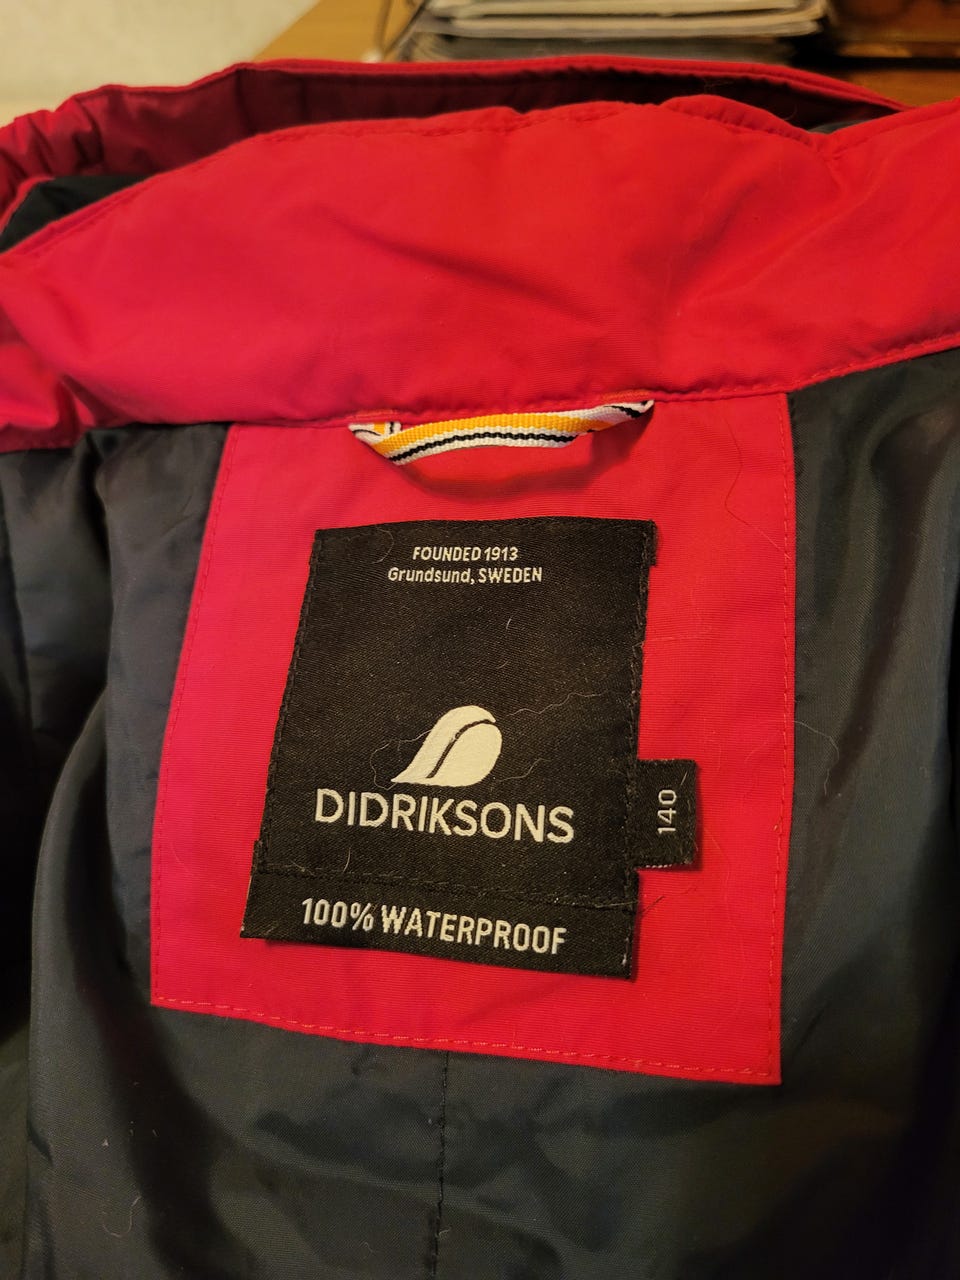 FOUNDED 1913
Grundsund, SWEDEN
DIDRIKSONS
140
100% WATERPROOF